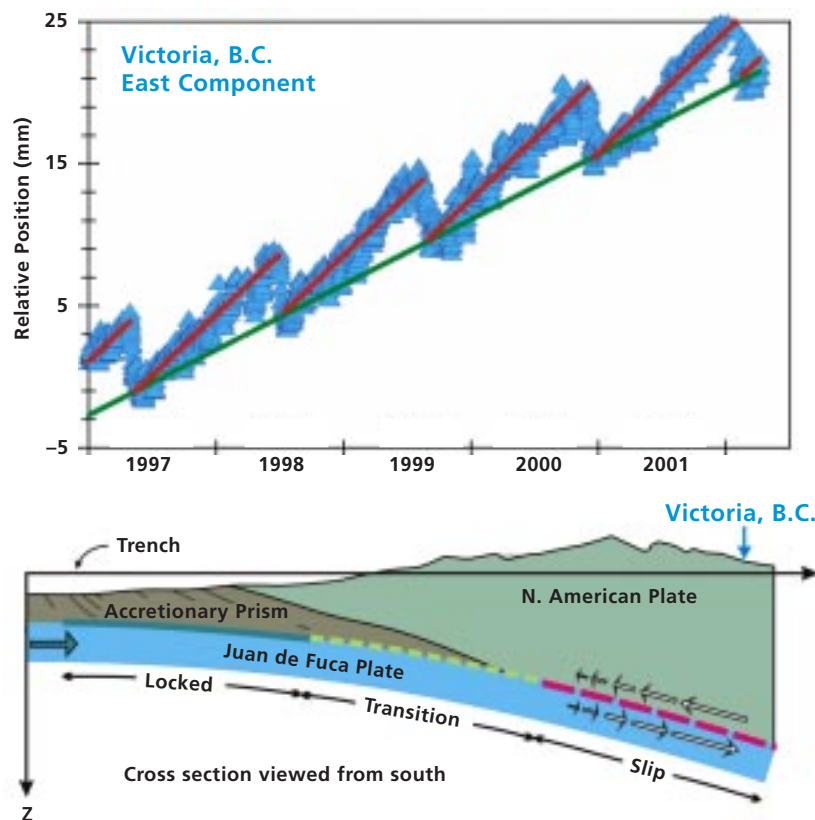 Victoria, B.C.
East Component
Relative Position (mm)
25
15
5
–5
1997 1998 1999 2000 2001
Victoria, B.C.
Trench
N. American Plate
Accretionary Prism
Juan de Fuca Plate
Locked
Transition
Slip
Cross section viewed from south
Z